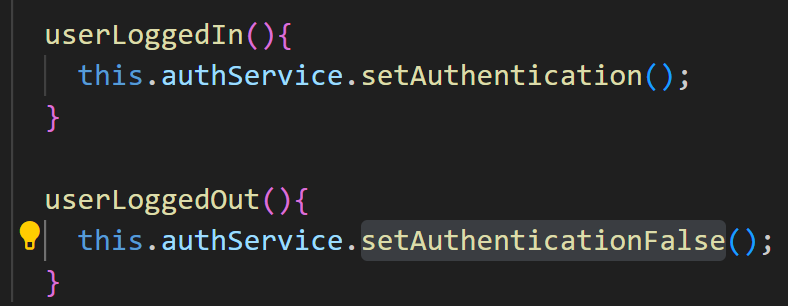 userLoggedIn(){
this.authService.setAuthentication();
}
userLoggedOut(){
this.authService.setAuthenticationFalse();
}